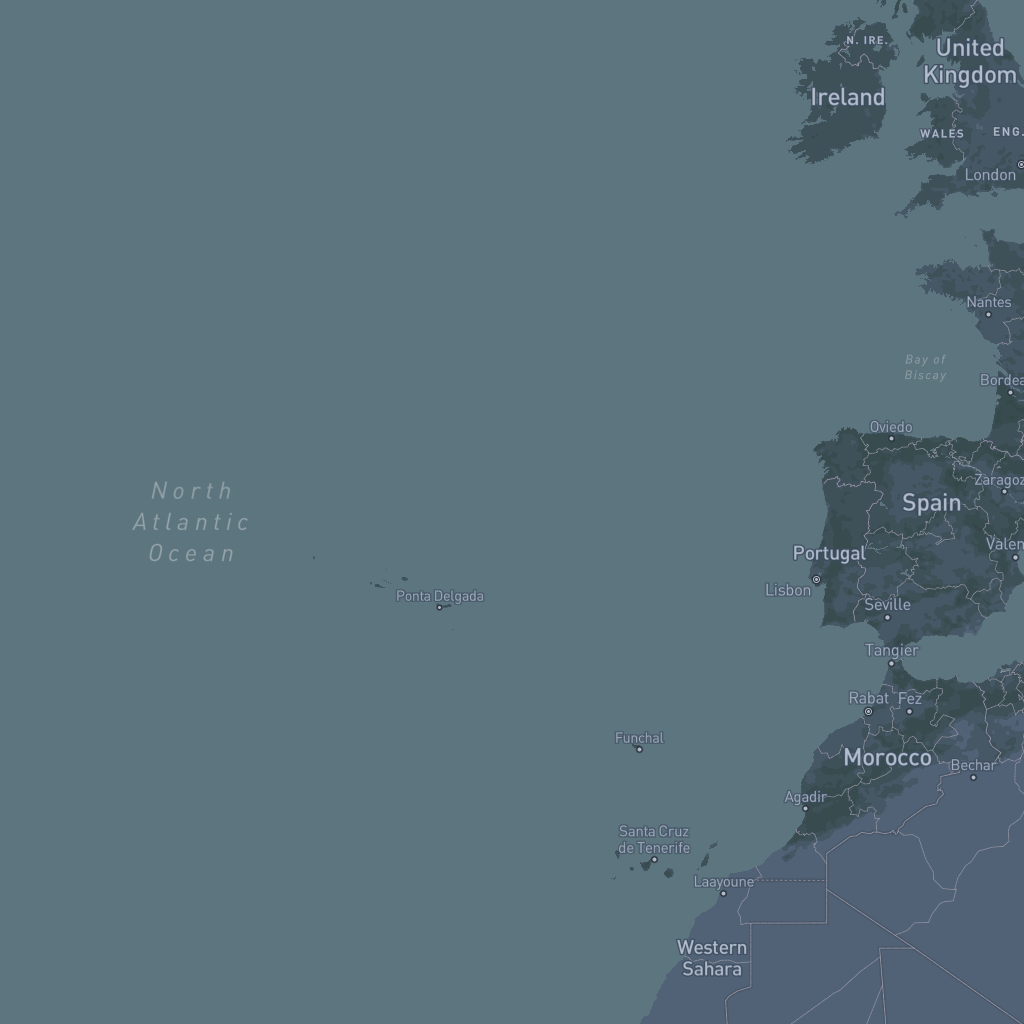 N. IRE.
United
Kingdom
Ireland
WALES
ENG.
London
Nantes
Bay of
Biscay
Bordea
Oviedo
Zaragoz
Spain
North
Atlantic
Ocean
Portugal
Valen
Lisbon
Ponta Delgada
Seville
Tangier
Rabat
Fez
Funchal
Morocco
Bechar
Agadir
Santa Cruz
de Tenerife
Laayoune
Western
Sahara